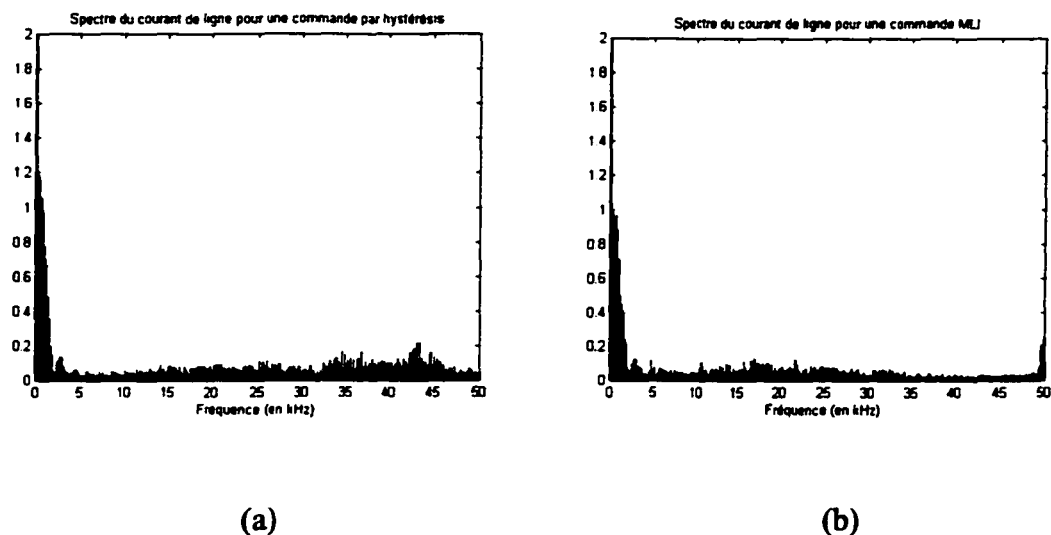 Spectre du courant de ligne pour une commande par hystérésis
2
1.8
1.6
1.4
1.2
1
0.8
0.6
0.4
0.2
0
0 5 10 15 20 25 30 35 40 45 50
Fréquence (en kHz)
(a)
Spectre du courant de ligne pour une commande MLI
2
1.8
1.6
1.4
1.2
1
0.8
0.6
0.4
0.2
0
0 5 10 15 20 25 30 35 40 45 50
Fréquence (en kHz)
(b)